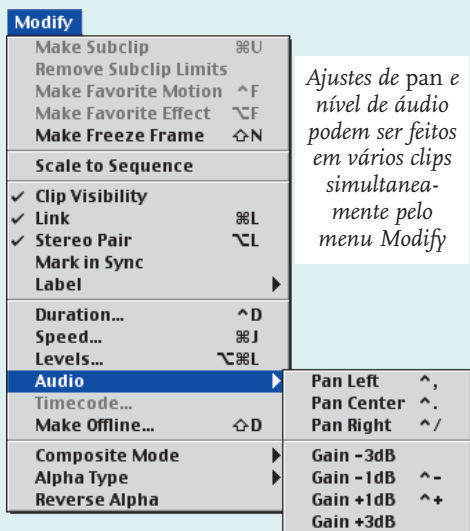 Modify
Make Subclip ⌘U
Remove Subclip Limits
Make Favorite Motion ^F
Make Favorite Effect ⌥F
Make Freeze Frame ⇧N
Scale to Sequence
✓ Clip Visibility
✓ Link ⌘L
✓ Stereo Pair ⌥L
Mark in Sync
Label
Duration... ^D
Speed... ⌘J
Levels... ⌥⌘L
Audio
Timecode...
Make Offline... ⇧D
Composite Mode
Alpha Type
Reverse Alpha
Pan Left ^,
Pan Center ^.
Pan Right ^/
Gain -3dB
Gain -1dB ^-
Gain +1dB ^+
Gain +3dB
Ajustes de pan e
nível de áudio
podem ser feitos
em vários clips
simultanea-
mente pelo
menu Modify